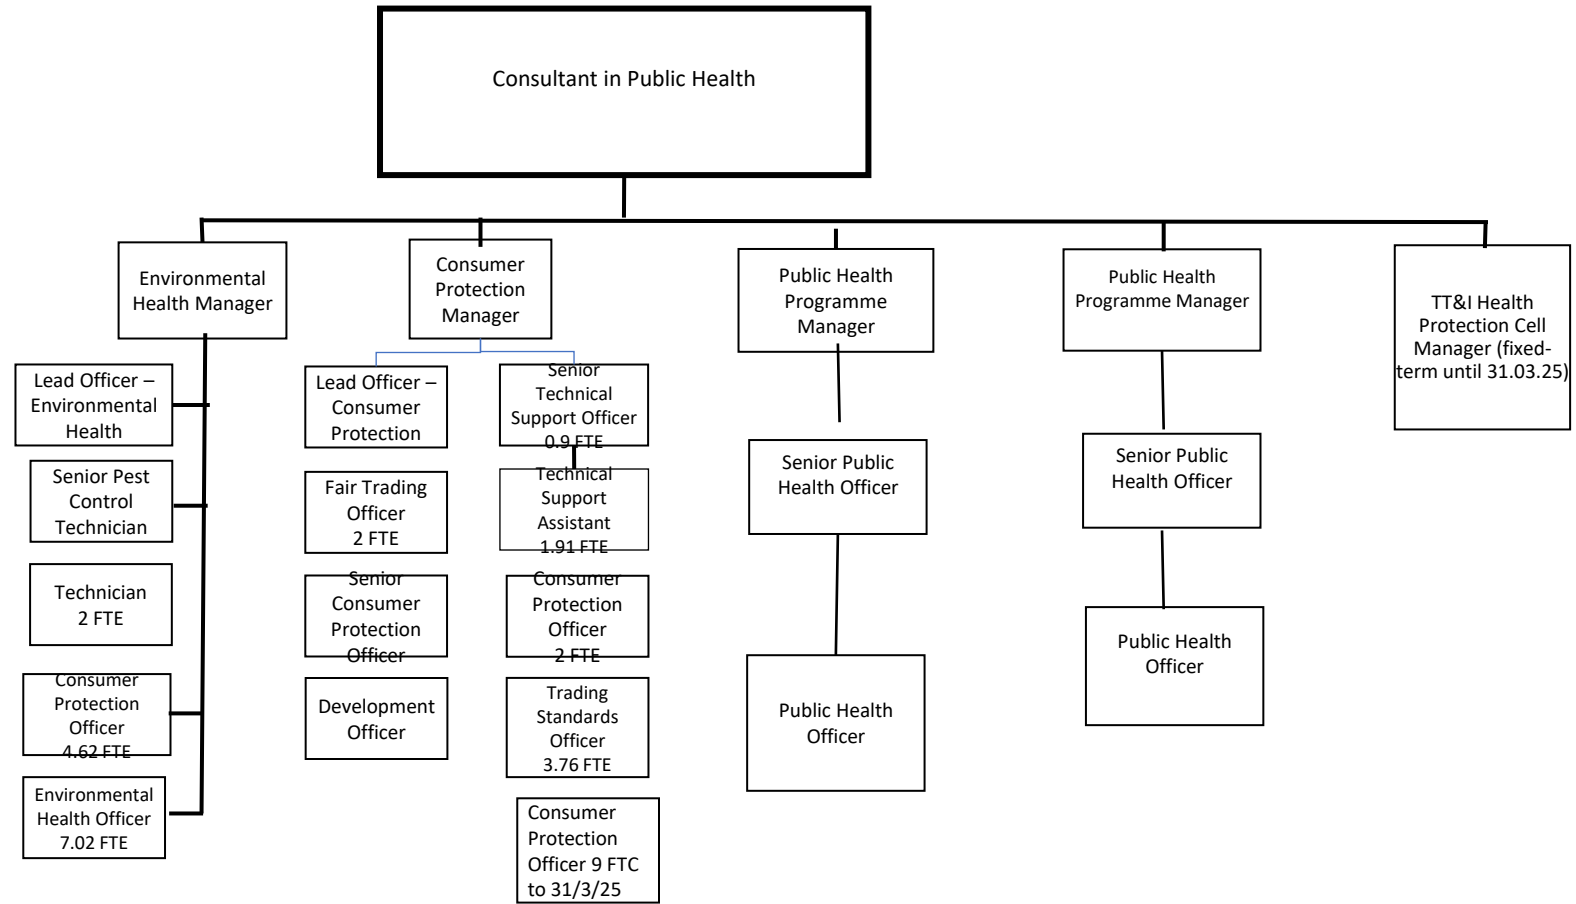 Consultant in Public Health
Environmental
Health Manager
Consumer
Protection
Manager
Public Health
Programme
Manager
Public Health
Programme Manager
TT&I Health
Protection Cell
Manager (fixed-
term until 31.03.25)
Lead Officer –
Environmental
Health
Senior Pest
Control
Technician
Technician
2 FTE
Consumer
Protection
Officer
4.62 FTE
Environmental
Health Officer
7.02 FTE
Lead Officer –
Consumer
Protection
Fair Trading
Officer
2 FTE
Senior
Consumer
Protection
Officer
Development
Officer
Senior
Technical
Support Officer
0.9 FTE
Technical
Support
Assistant
1.91 FTE
Consumer
Protection
Officer
2 FTE
Trading
Standards
Officer
3.76 FTE
Consumer
Protection
Officer 9 FTC
to 31/3/25
Senior Public
Health Officer
Public Health
Officer
Senior Public
Health Officer
Public Health
Officer